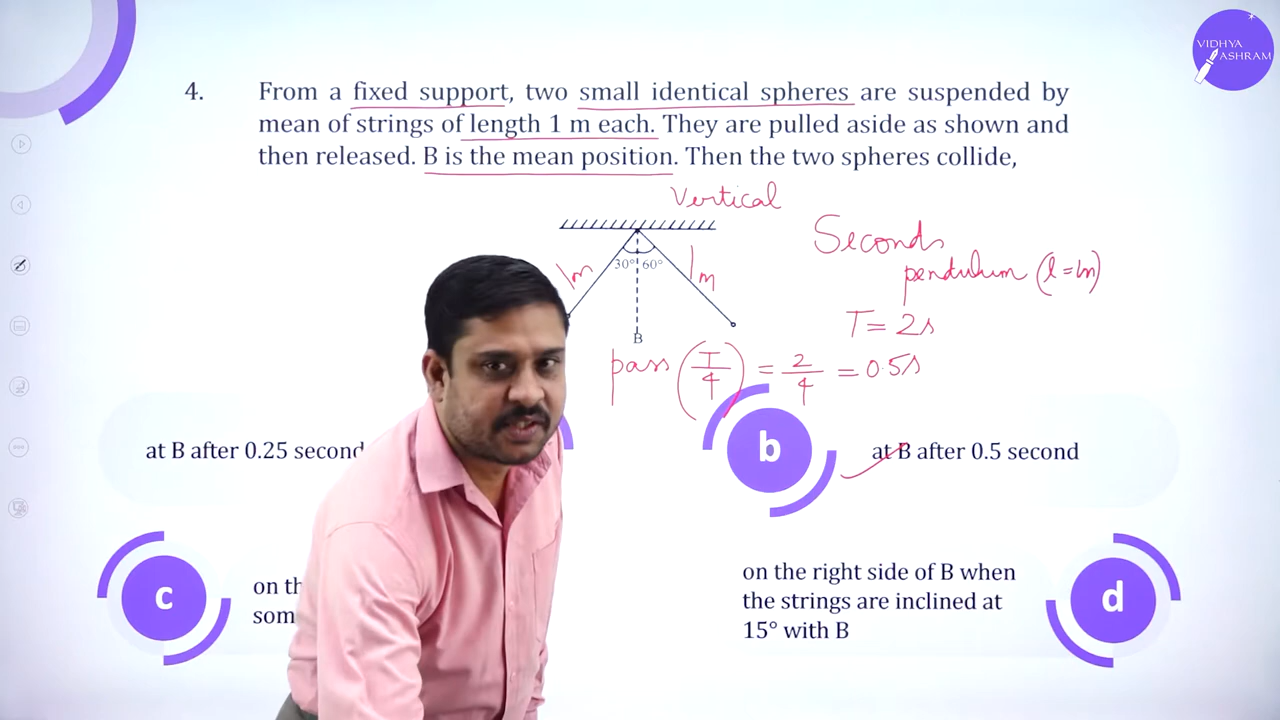 VIDHYA
ASHRAM
4. From a fixed support, two small identical spheres are suspended by
mean of strings of length 1 m each. They are pulled aside as shown and
then released. B is the mean position. Then the two spheres collide,
Vertical
Seconds
pendulum (l = 1m)
30° 60°
1m
1m
T = 2s
B
pass (T/4) = 2/4 = 0.5s
at B after 0.25 second
b
at B after 0.5 second
c
on th
som
on the right side of B when
the strings are inclined at
15° with B
d